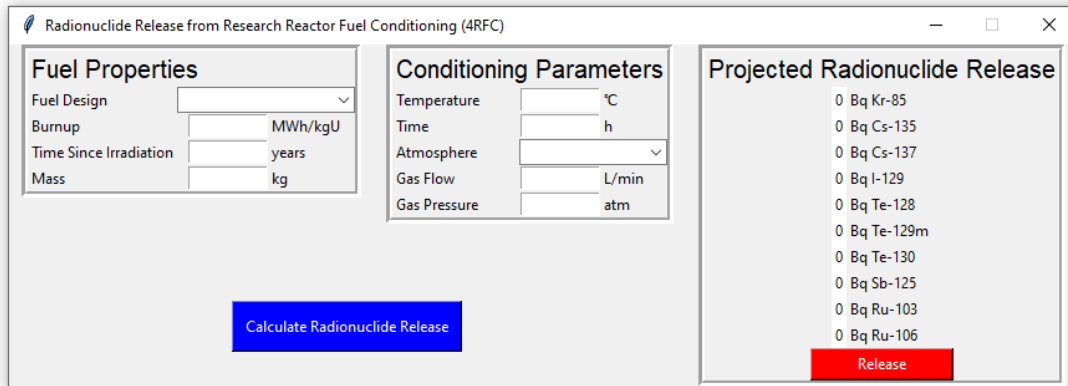 Radionuclide Release from Research Reactor Fuel Conditioning (4RFC)
Fuel Properties
Fuel Design
Burnup MWh/kgU
Time Since Irradiation years
Mass kg
Conditioning Parameters
Temperature ℃
Time h
Atmosphere
Gas Flow L/min
Gas Pressure atm
Calculate Radionuclide Release
Projected Radionuclide Release
0 Bq Kr-85
0 Bq Cs-135
0 Bq Cs-137
0 Bq I-129
0 Bq Te-128
0 Bq Te-129m
0 Bq Te-130
0 Bq Sb-125
0 Bq Ru-103
0 Bq Ru-106
Release